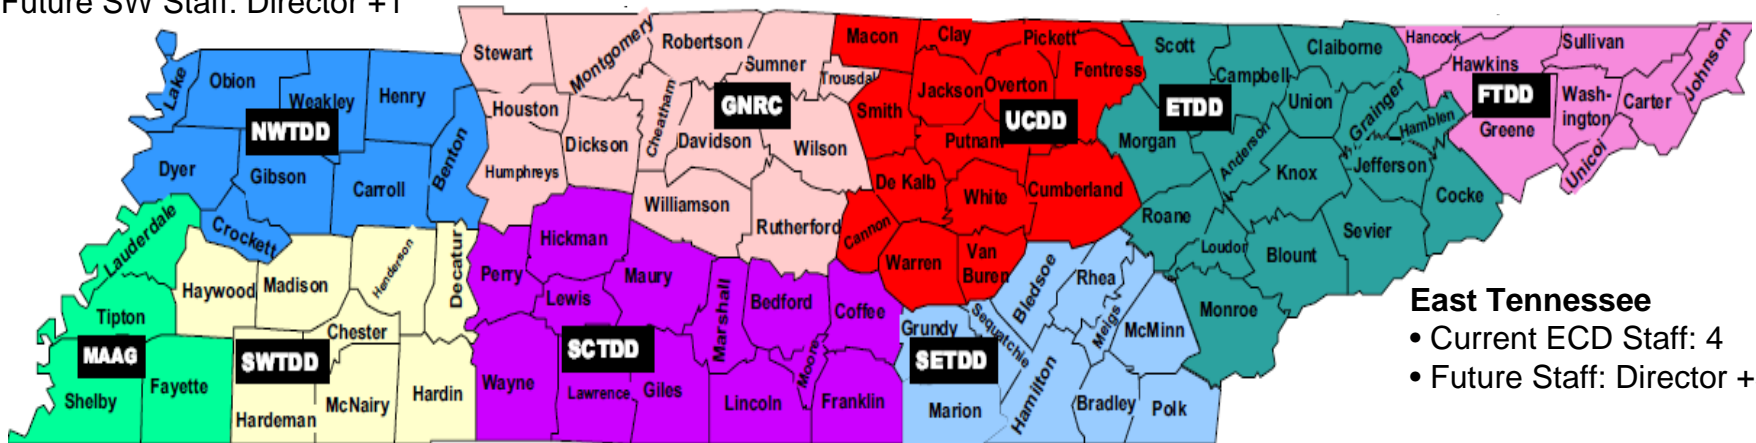 Future SW Staff: Director +1
Lake
Obion
Weakley
Henry
NWTDD
Dyer
Gibson
Carroll
Benton
Crockett
Lauderdale
Tipton
MAAG
Shelby
Fayette
Haywood
Madison
Henderson
Decatur
Chester
SWTDD
Hardeman
McNairy
Hardin
Stewart
Montgomery
Robertson
Sumner
Trousdal
Houston
Dickson
Cheatham
GNRC
Davidson
Wilson
Humphreys
Williamson
Rutherford
Hickman
Perry
Lewis
Maury
Marshall
Bedford
Coffee
SCTDD
Moore
Wayne
Lawrence
Giles
Lincoln
Franklin
Macon
Clay
Pickett
Jackson
Overton
Fentress
Smith
UCDD
Putnam
De Kalb
White
Cumberland
Cannon
Warren
Van
Buren
Bledsoe
Rhea
Meigs
McMinn
Grundy
Sequatchie
SETDD
Marion
Hamilton
Bradley
Polk
Scott
Campbell
Claiborne
ETDD
Union
Grainger
Hamblen
Morgan
Anderson
Knox
Jefferson
Cocke
Roane
Loudon
Blount
Sevier
Monroe
Hancock
Hawkins
Sullivan
Johnson
FTDD
Greene
Wash-
ington
Carter
Unicoi
East Tennessee
• Current ECD Staff: 4
• Future Staff: Director +